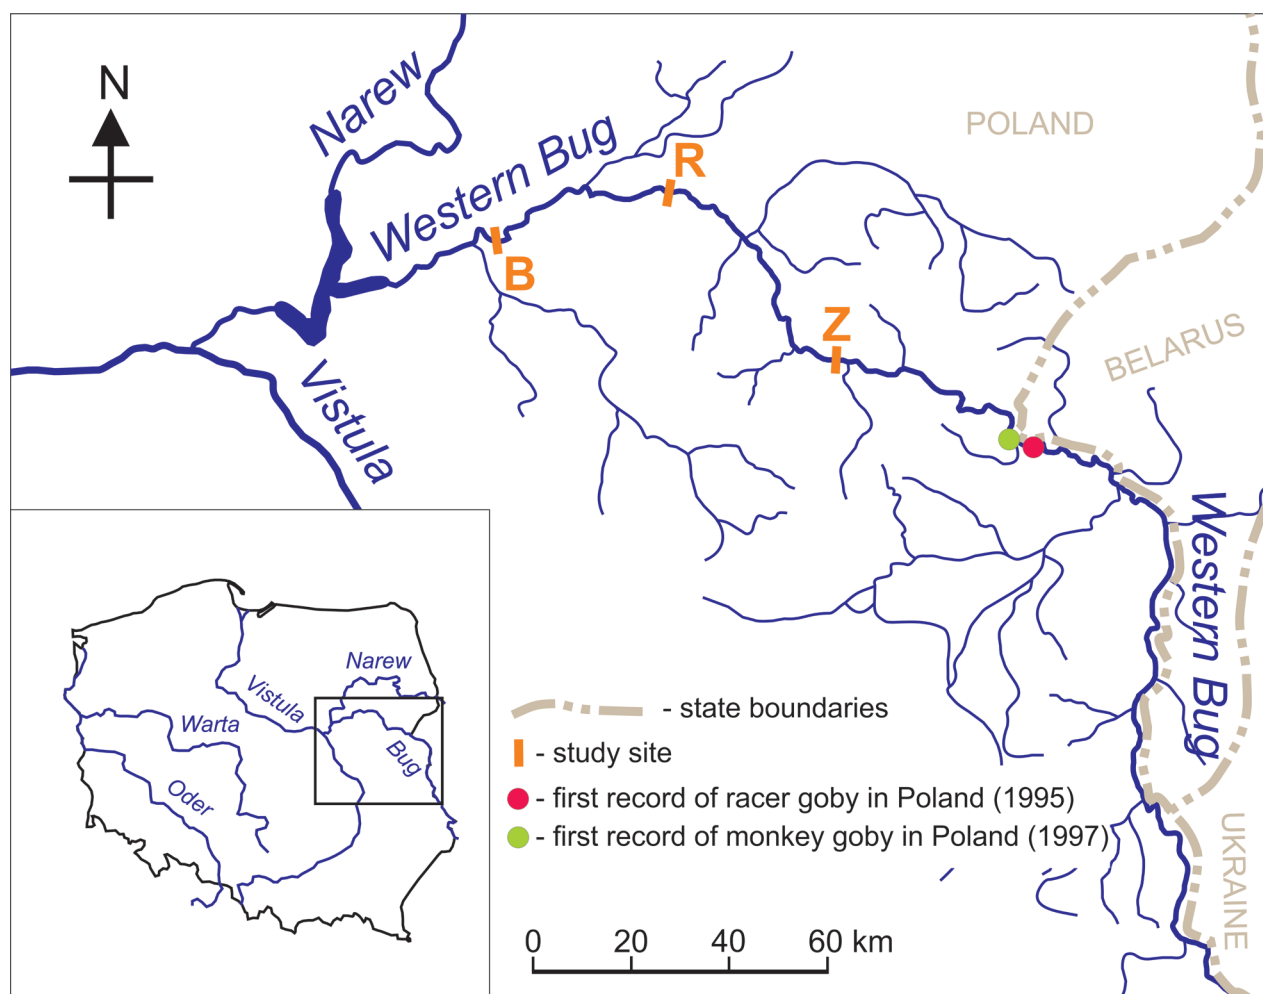 N
Narew
Western Bug
R
POLAND
B
Z
BELARUS
Vistula
Western Bug
Narew
Vistula
Warta
Bug
Oder
- state boundaries
- study site
- first record of racer goby in Poland (1995)
- first record of monkey goby in Poland (1997)
UKRAINE
0 20 40 60 km